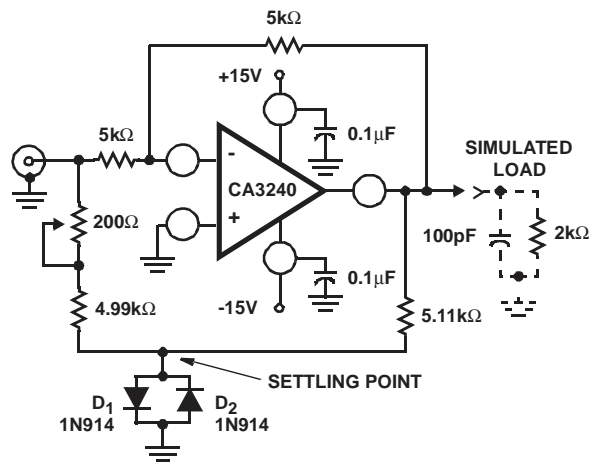 5kΩ
+15V
0.1µF
5kΩ
SIMULATED
LOAD
-
CA3240
+
200Ω
100pF
2kΩ
0.1µF
-15V
4.99kΩ
5.11kΩ
SETTLING POINT
D1
1N914
D2
1N914